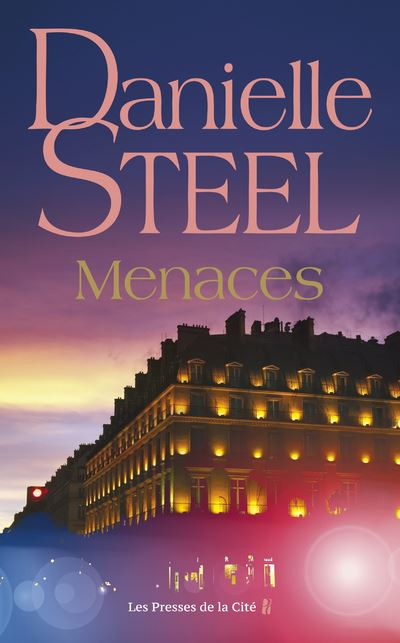 Danielle
STEEL
Menaces
Les Presses de la Cité